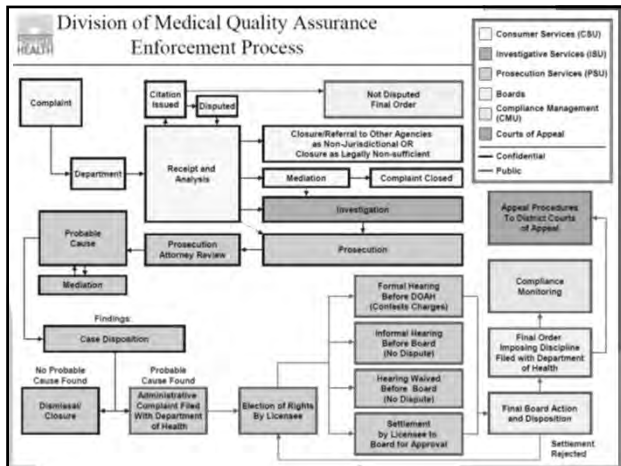 HEALTH
Division of Medical Quality Assurance
Enforcement Process
Consumer Services (CSU)
Investigative Services (ISU)
Prosecution Services (PSU)
Boards
Compliance Management
(CMU)
Courts of Appeal
Confidential
Public
Complaint
Citation
Issued
Disputed
Not Disputed
Final Order
Department
Receipt and
Analysis
Closure/Referral to Other Agencies
as Non-Jurisdictional OR
Closure as Legally Non-sufficient
Mediation
Complaint Closed
Investigation
Prosecution
Prosecution
Attorney Review
Probable
Cause
Mediation
Appeal Procedures
To District Courts
of Appeal
Compliance
Monitoring
Findings:
Case Disposition
Formal Hearing
Before DOAH
(Contests Charges)
Informal Hearing
Before Board
(No Dispute)
Hearing Waived
Before Board
(No Dispute)
Settlement
by Licensee to
Board for Approval
Final Order
Imposing Discipline
Filed with Department
of Health
Final Board Action
and Disposition
No Probable
Cause Found
Probable
Cause Found
Dismissal/
Closure
Administrative
Complaint Filed
With Department
of Health
Election of Rights
By Licensee
Settlement
Rejected